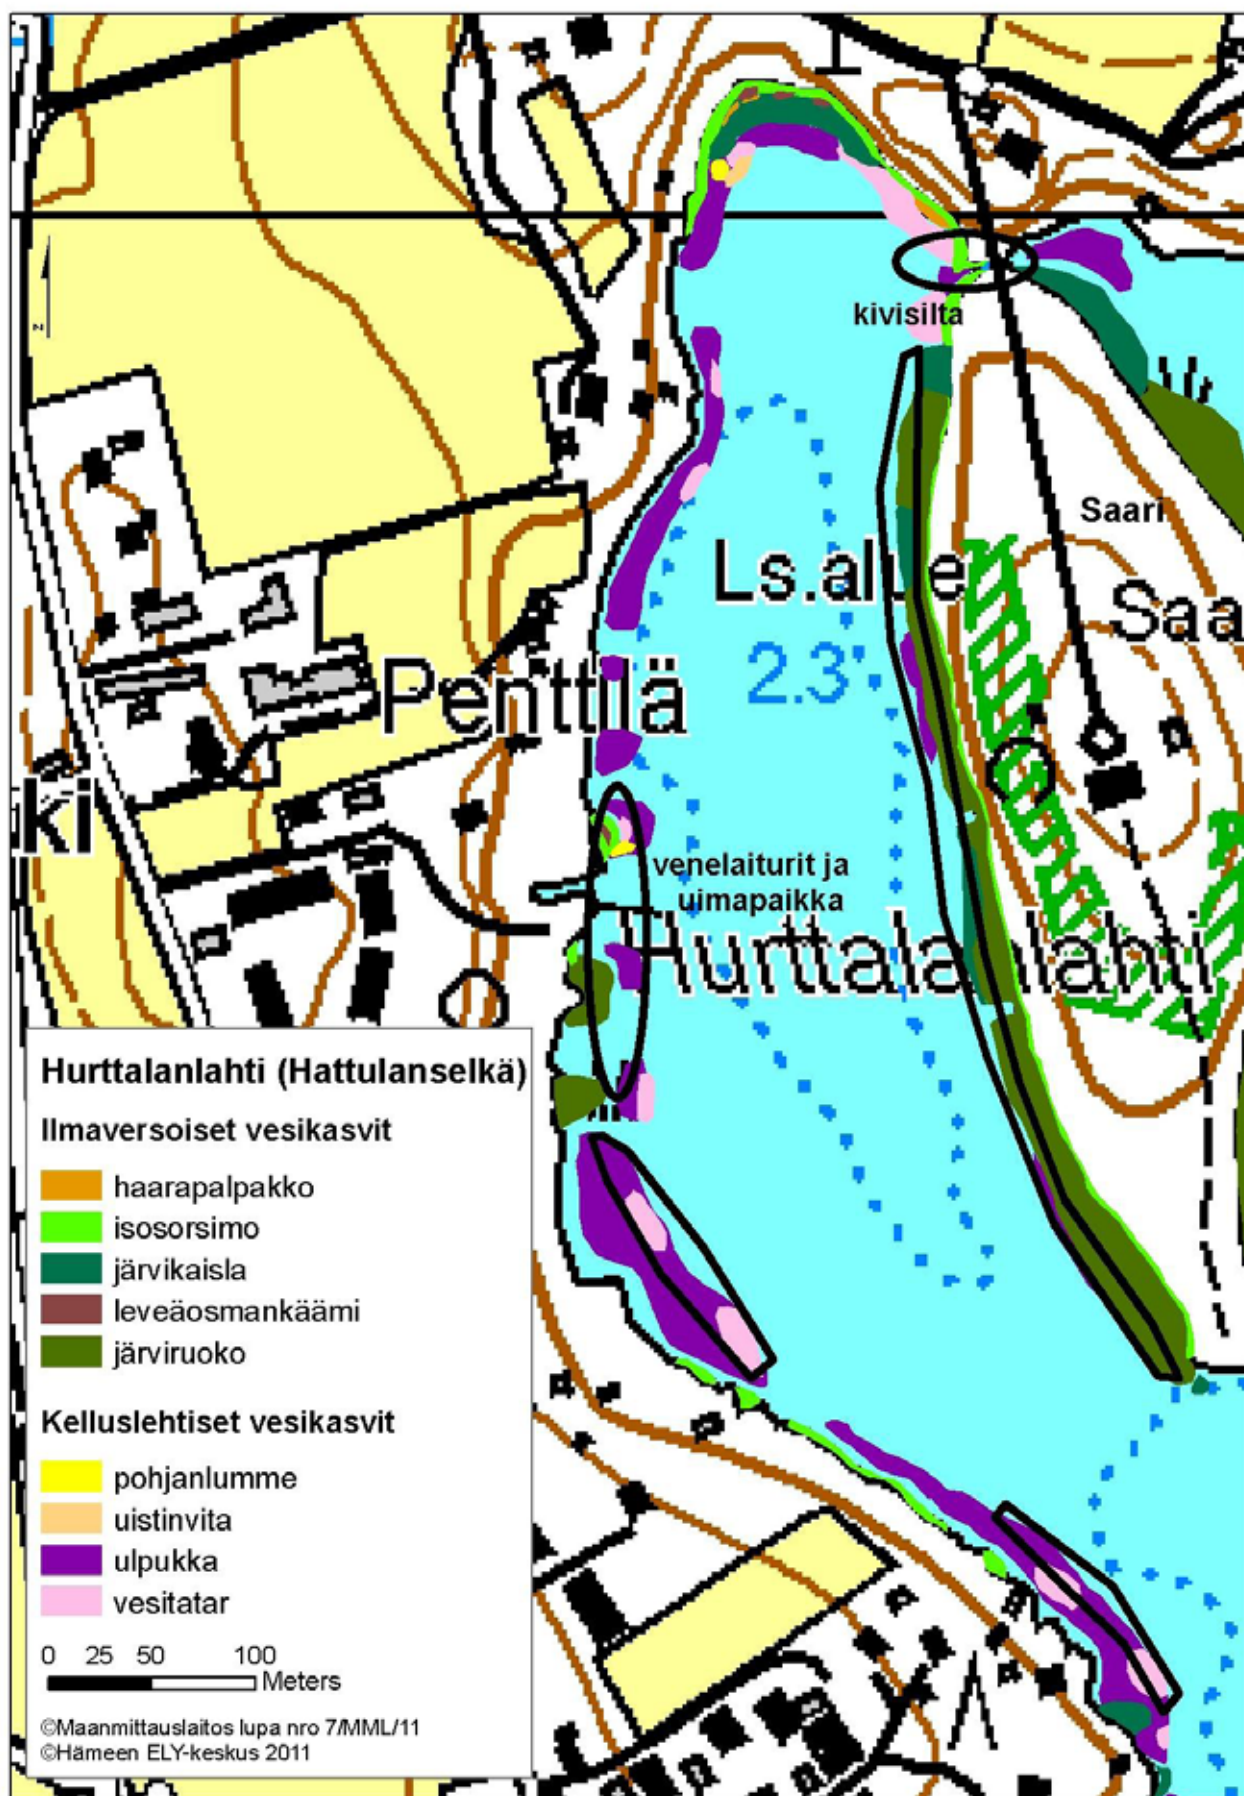 kivisilta
Saari
Ls.alue
Saa
2.3
Penttilä
ki
venelaiturit ja
uimapaikka
Hurttalanlahti
N
Hurttalanlahti (Hattulanselkä)
Ilmaversoiset vesikasvit
haarapalpakko
isosorsimo
järvikaisla
leveäosmankäämi
järviruoko
Kelluslehtiset vesikasvit
pohjanlumme
uistinvita
ulpukka
vesitatar
0 25 50 100
Meters
©Maanmittauslaitos lupa nro 7/MML/11
©Hämeen ELY-keskus 2011